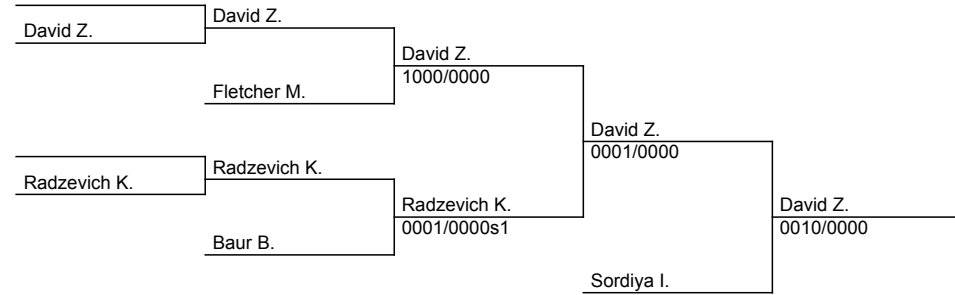 David Z.
David Z.
Fletcher M.
David Z.
1000/0000
Radzevich K.
Radzevich K.
Baur B.
Radzevich K.
0001/0000s1
David Z.
0001/0000
Sordiya I.
David Z.
0010/0000